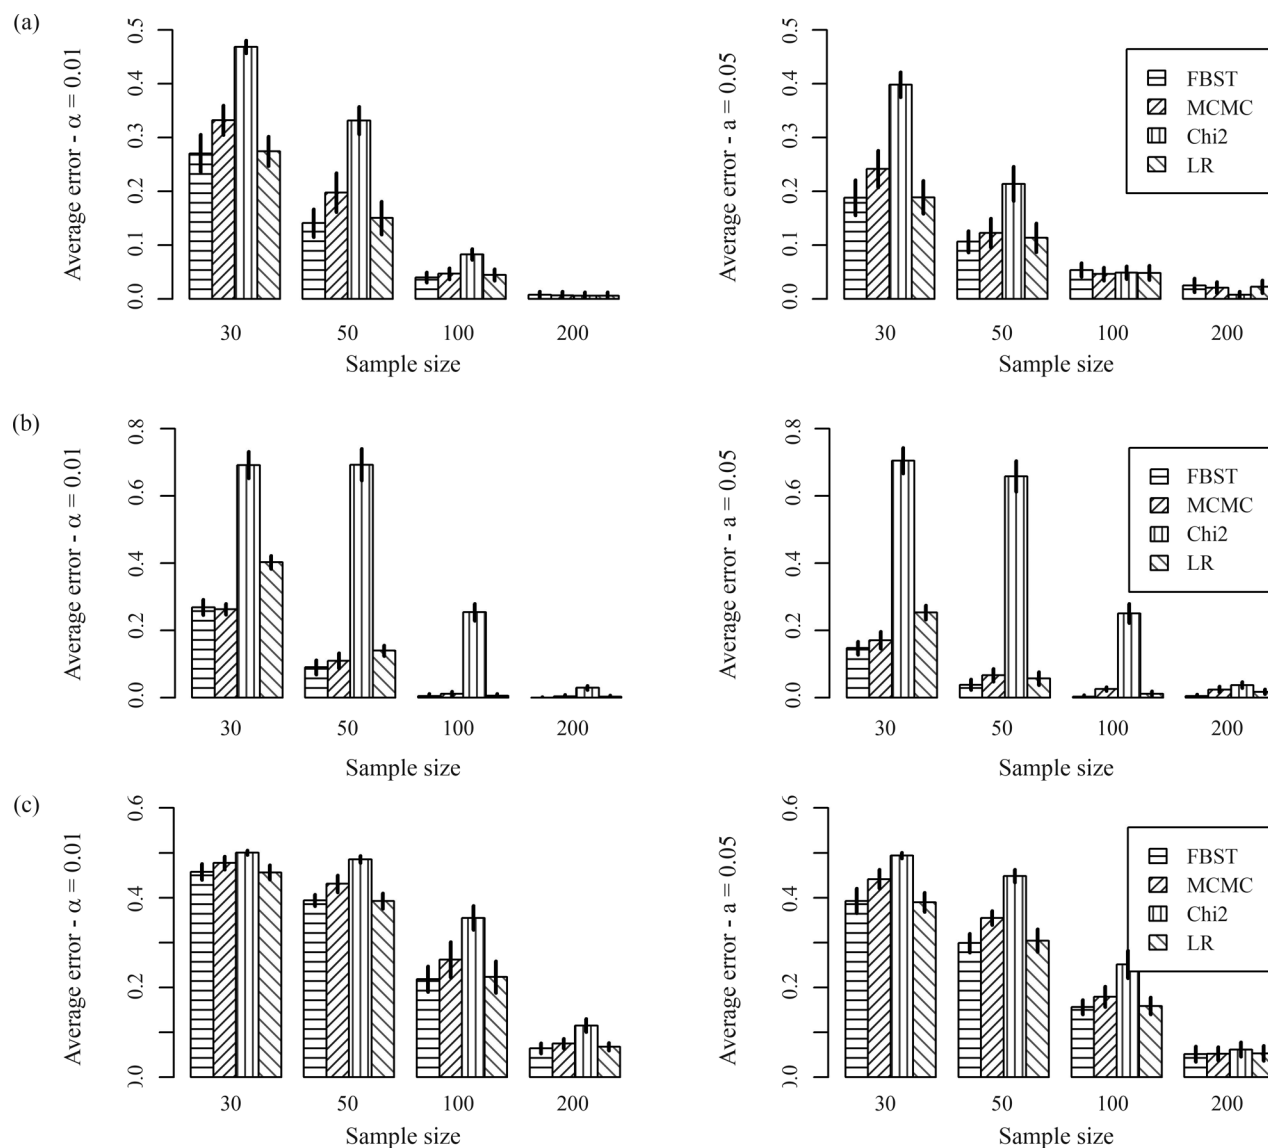 (a)
Average error - α = 0.01
0.0 0.1 0.2 0.3 0.4 0.5
30 50 100 200
Sample size
Average error - a = 0.05
0.0 0.1 0.2 0.3 0.4 0.5
30 50 100 200
Sample size
FBST
MCMC
Chi2
LR
(b)
Average error - α = 0.01
0.0 0.2 0.4 0.6 0.8
30 50 100 200
Sample size
Average error - a = 0.05
0.0 0.2 0.4 0.6 0.8
30 50 100 200
Sample size
FBST
MCMC
Chi2
LR
(c)
Average error - α = 0.01
0.0 0.2 0.4 0.6
30 50 100 200
Sample size
Average error - a = 0.05
0.0 0.2 0.4 0.6
30 50 100 200
Sample size
FBST
MCMC
Chi2
LR